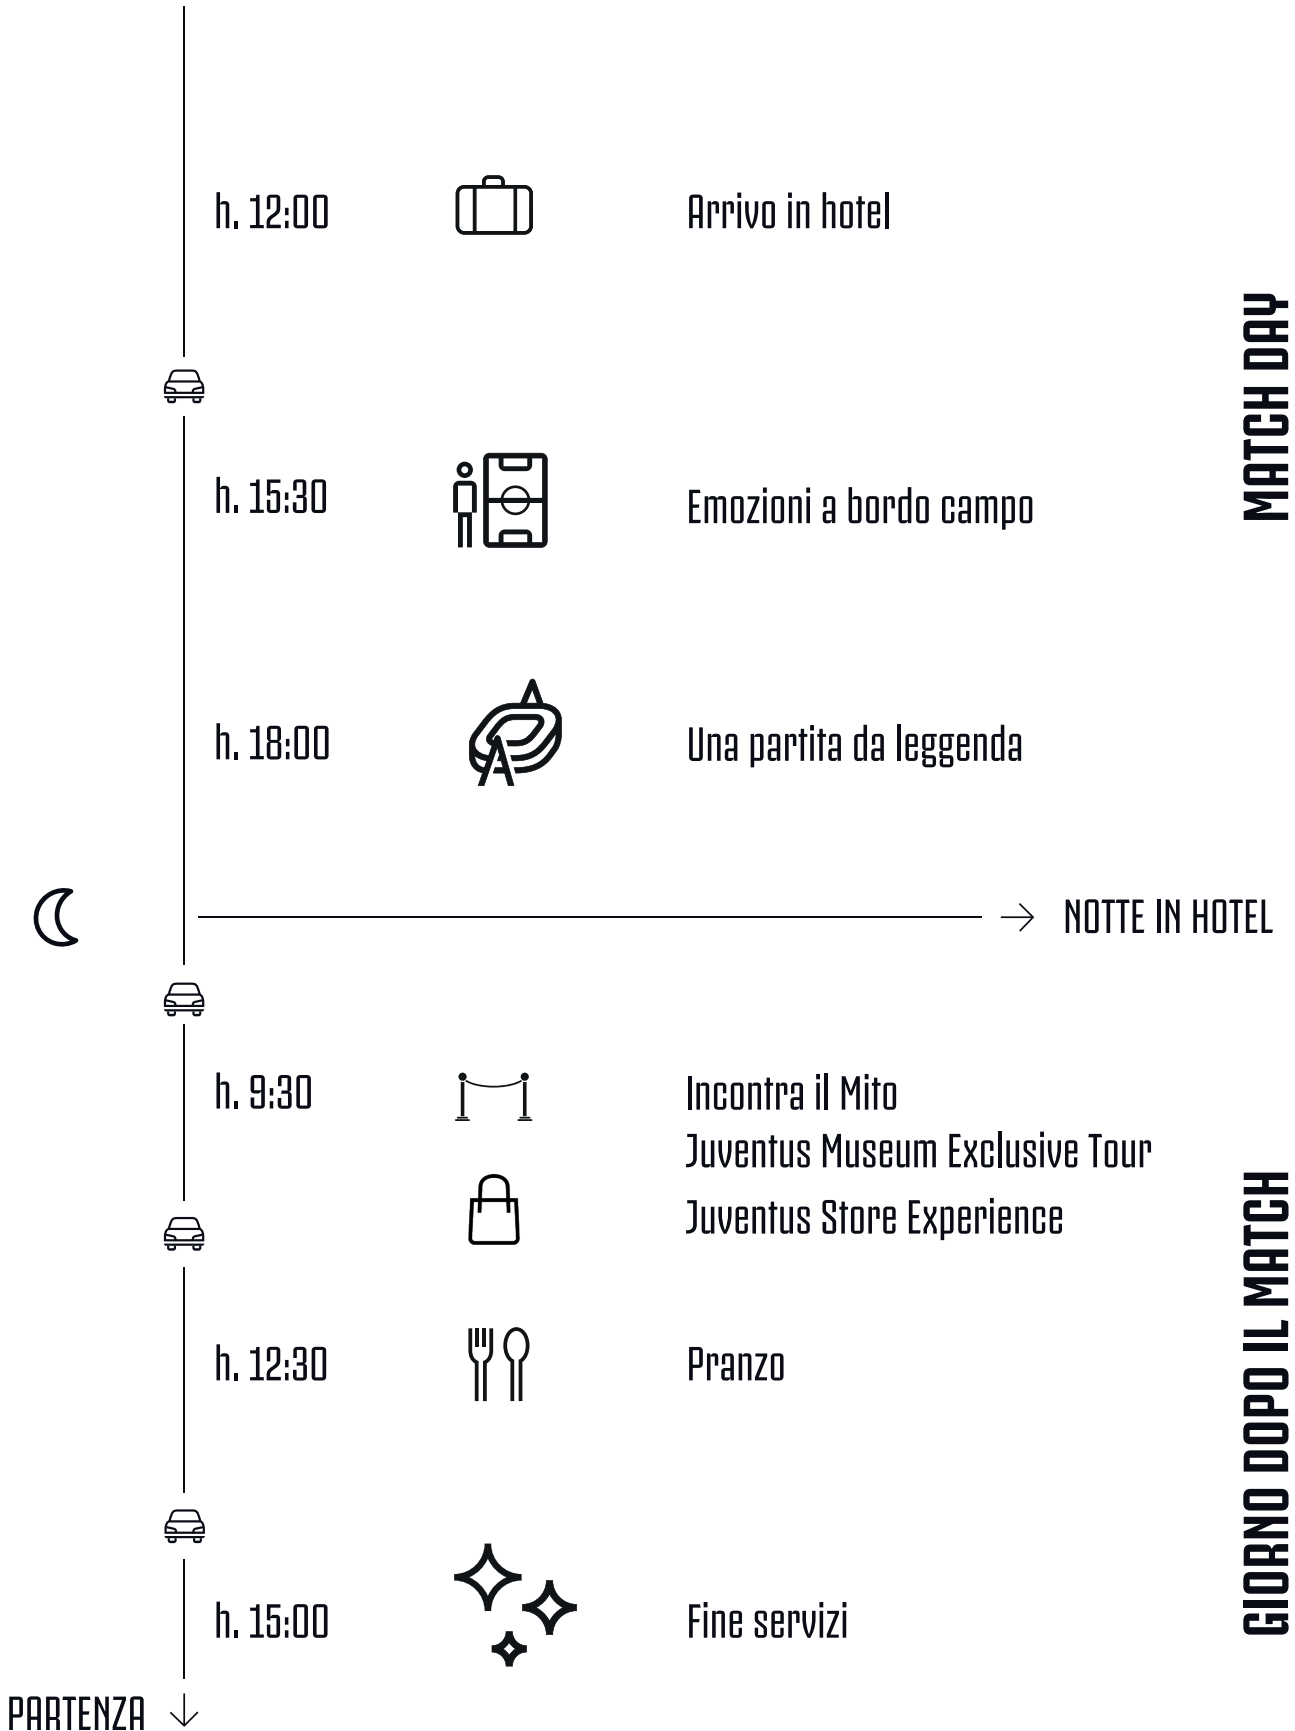 h. 12:00
Arrivo in hotel
MATCH DAY
h. 15:30
Emozioni a bordo campo
h. 18:00
Una partita da leggenda
NOTTE IN HOTEL
h. 9:30
Incontra il Mito
Juventus Museum Exclusive Tour
Juventus Store Experience
GIORNO DOPO IL MATCH
h. 12:30
Pranzo
h. 15:00
Fine servizi
PARTENZA